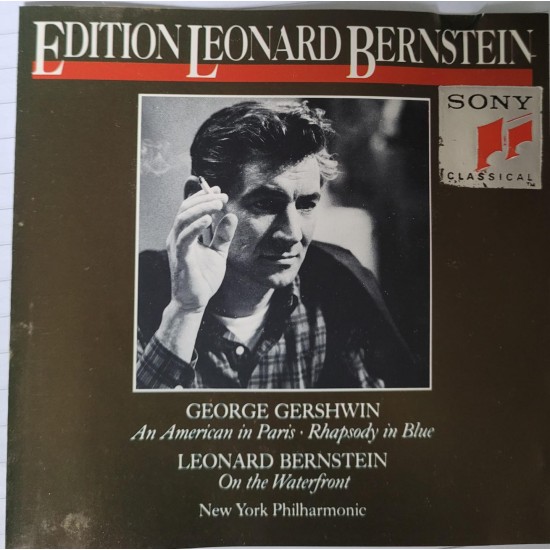 EDITION LEONARD BERNSTEIN
SONY
CLASSICAL
GEORGE GERSHWIN
An American in Paris · Rhapsody in Blue
LEONARD BERNSTEIN
On the Waterfront
New York Philharmonic